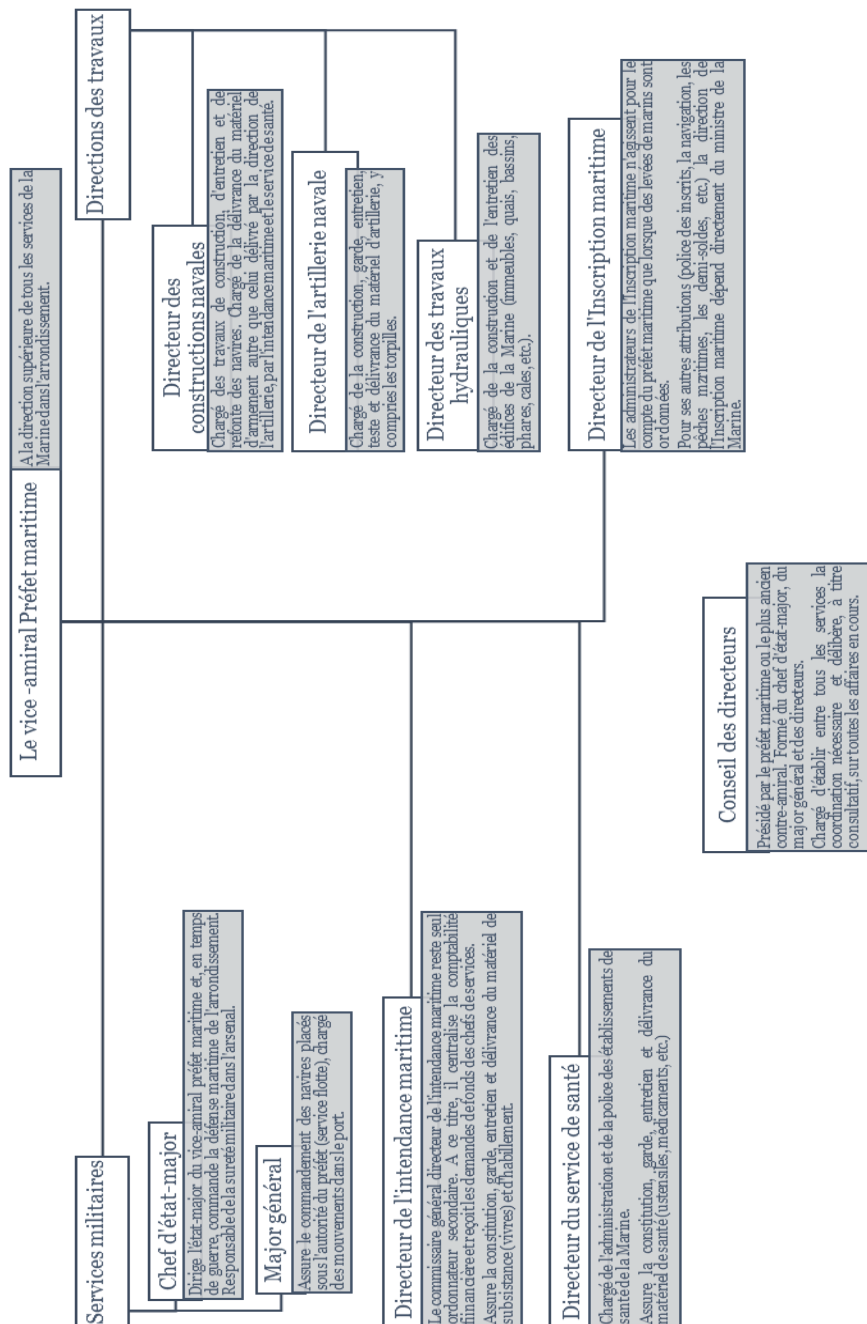 Le vice -amiral Préfet maritime
A la direction supérieure de tous les services de la
Marine dans l'arrondissement.
Services militaires
Chef d'état-major
Dirige l'état-major du vice-amiral préfet maritime et, en temps
de guerre, commande la défense maritime de l'arrondissement.
Responsable de la sureté militaire dans l'arsenal.
Major général
Assure le commandement des navires placés
sous l'autorité du préfet (service flotte), chargé
des mouvements dans le port.
Directions des travaux
Directeur des
constructions navales
Chargé des travaux de construction, d'entretien et de
refonte des navires. Chargé de la délivrance du matériel
d'armement autre que celui délivré par la direction de
l'artillerie, par l'intendance maritime et le service de santé.
Directeur de l'artillerie navale
Chargé de la construction, garde, entretien,
teste et délivrance du matériel d'artillerie, y
compries les torpilles.
Directeur des travaux
hydrauliques
Chargé de la construction et de l'entretien des
édifices de la Marine (immeubles, quais, bassins,
phares, cales, etc.).
Directeur de l'intendance maritime
Le commissaire général directeur de l'intendance maritime reste seul
ordonnateur secondaire. A ce titre, il centralise la comptabilité
fiinancière et reçoit les demandes de fonds des chefs de services.
Assure la constitution, garde, entretien et délivrance du matériel de
subsistance (vivres) et d'habillement.
Directeur de l'Inscription maritime
Les administrateurs de l'Inscription maritime n'agissent pour le
compte du préfet maritime que lorsque des levées de marins sont
ordonnées.
Pour ses autres attributions (police des inscrits, la navigation, les
pêches maritimes, les demi-soldes, etc.) la direction de
l'Inscription maritime dépend directement du ministre de la
Marine.
Directeur du service de santé
Chargé de l'administration et de la police des établissements de
santé de la Marine.
Assure la constitution, garde, entretien et délivrance du
matériel de santé (ustensiles, médicaments, etc.)
Conseil des directeurs
Présidé par le préfet maritime ou le plus ancien
contre-amiral. Formé du chef d'état-major, du
major général et des directeurs.
Chargé d'établir entre tous les services la
coordination nécessaire et délibère, à titre
consultatif, sur toutes les affaires en cours.